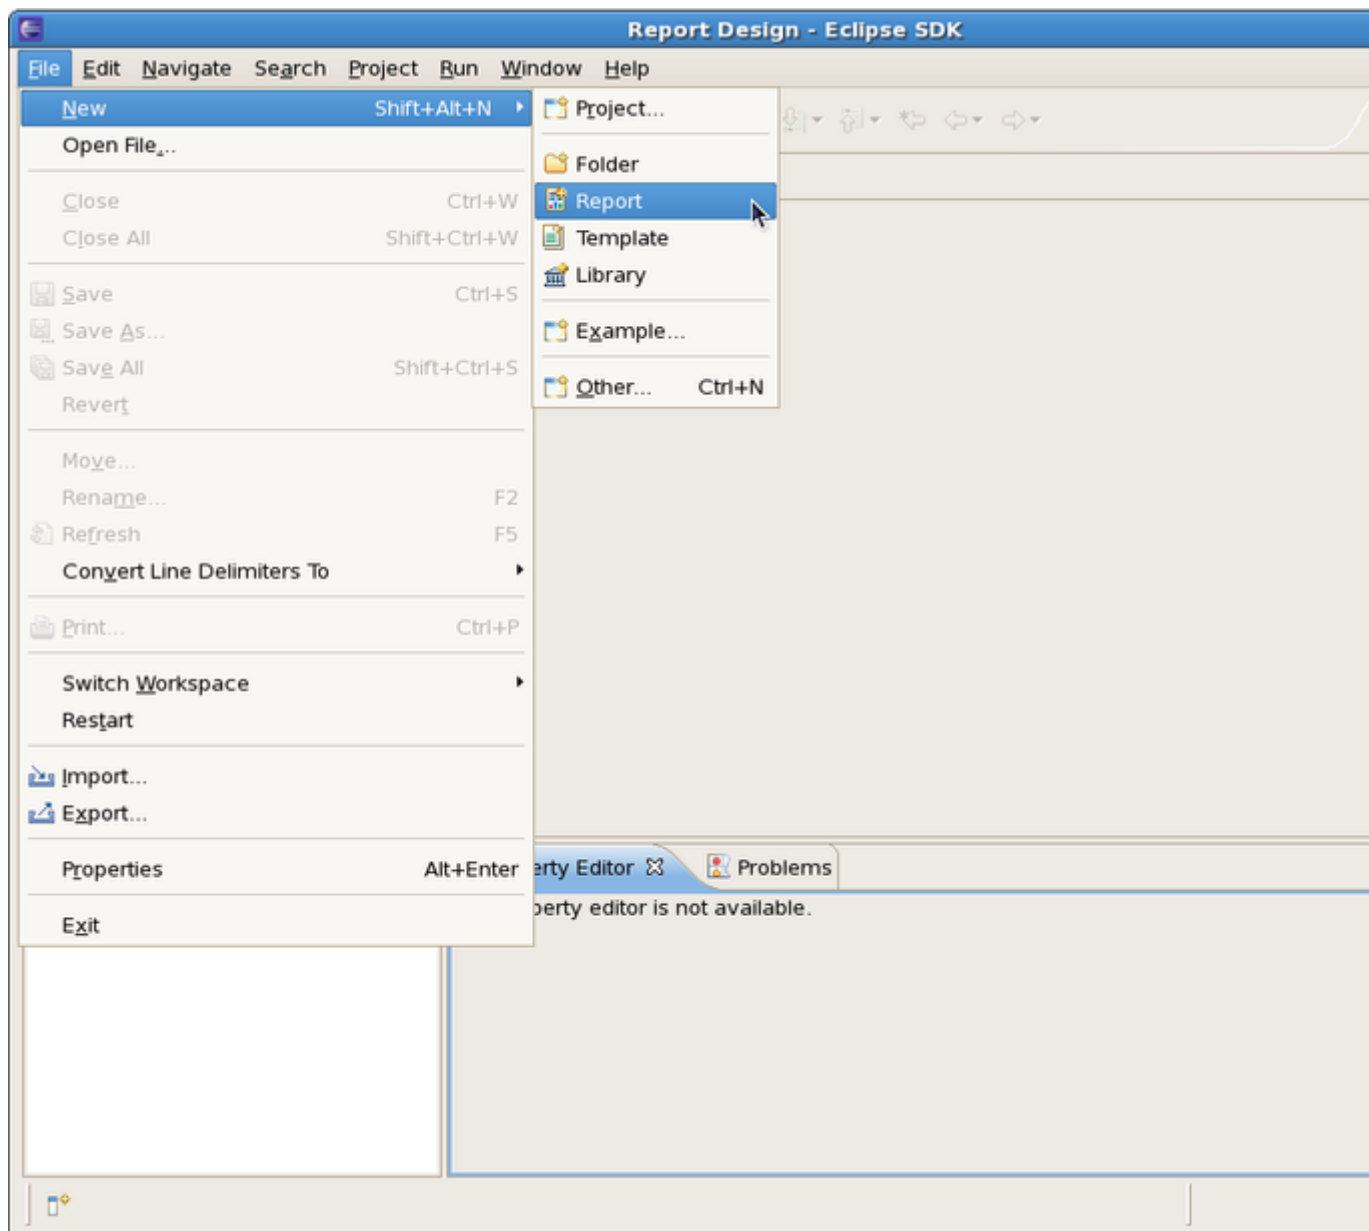 Report Design - Eclipse SDK
File Edit Navigate Search Project Run Window Help
New Shift+Alt+N
Open File...
Close Ctrl+W
Close All Shift+Ctrl+W
Save Ctrl+S
Save As...
Save All Shift+Ctrl+S
Revert
Move...
Rename... F2
Refresh F5
Convert Line Delimiters To
Print... Ctrl+P
Switch Workspace
Restart
Import...
Export...
Properties Alt+Enter
Exit
Project...
Folder
Report
Template
Library
Example...
Other... Ctrl+N
erty Editor Problems
perty editor is not available.